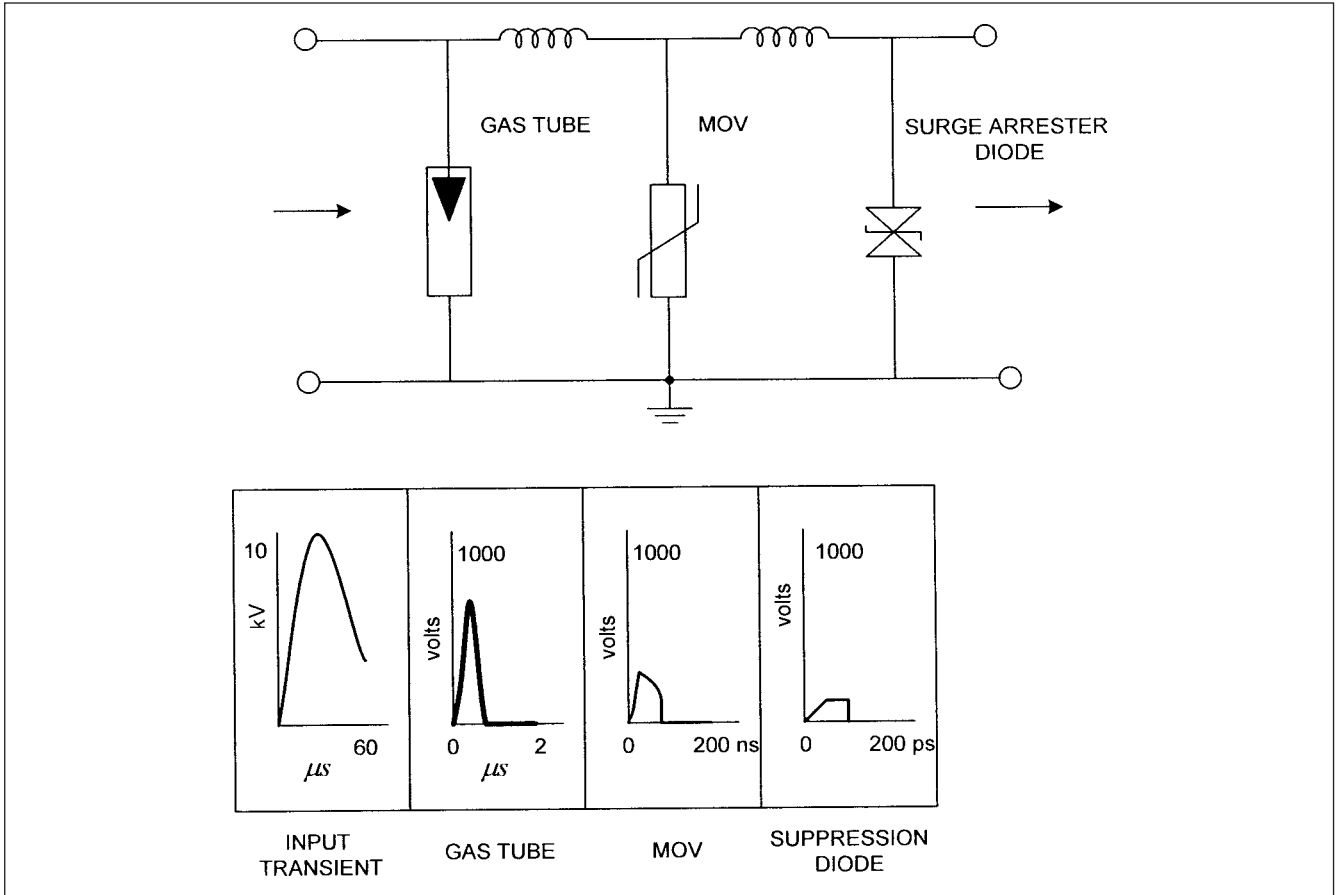 GAS TUBE
MOV
SURGE ARRESTER
DIODE
10
kV
60
μs
1000
volts
0
2
μs
1000
volts
0
200 ns
1000
volts
0
200 ps
INPUT
TRANSIENT
GAS TUBE
MOV
SUPPRESSION
DIODE